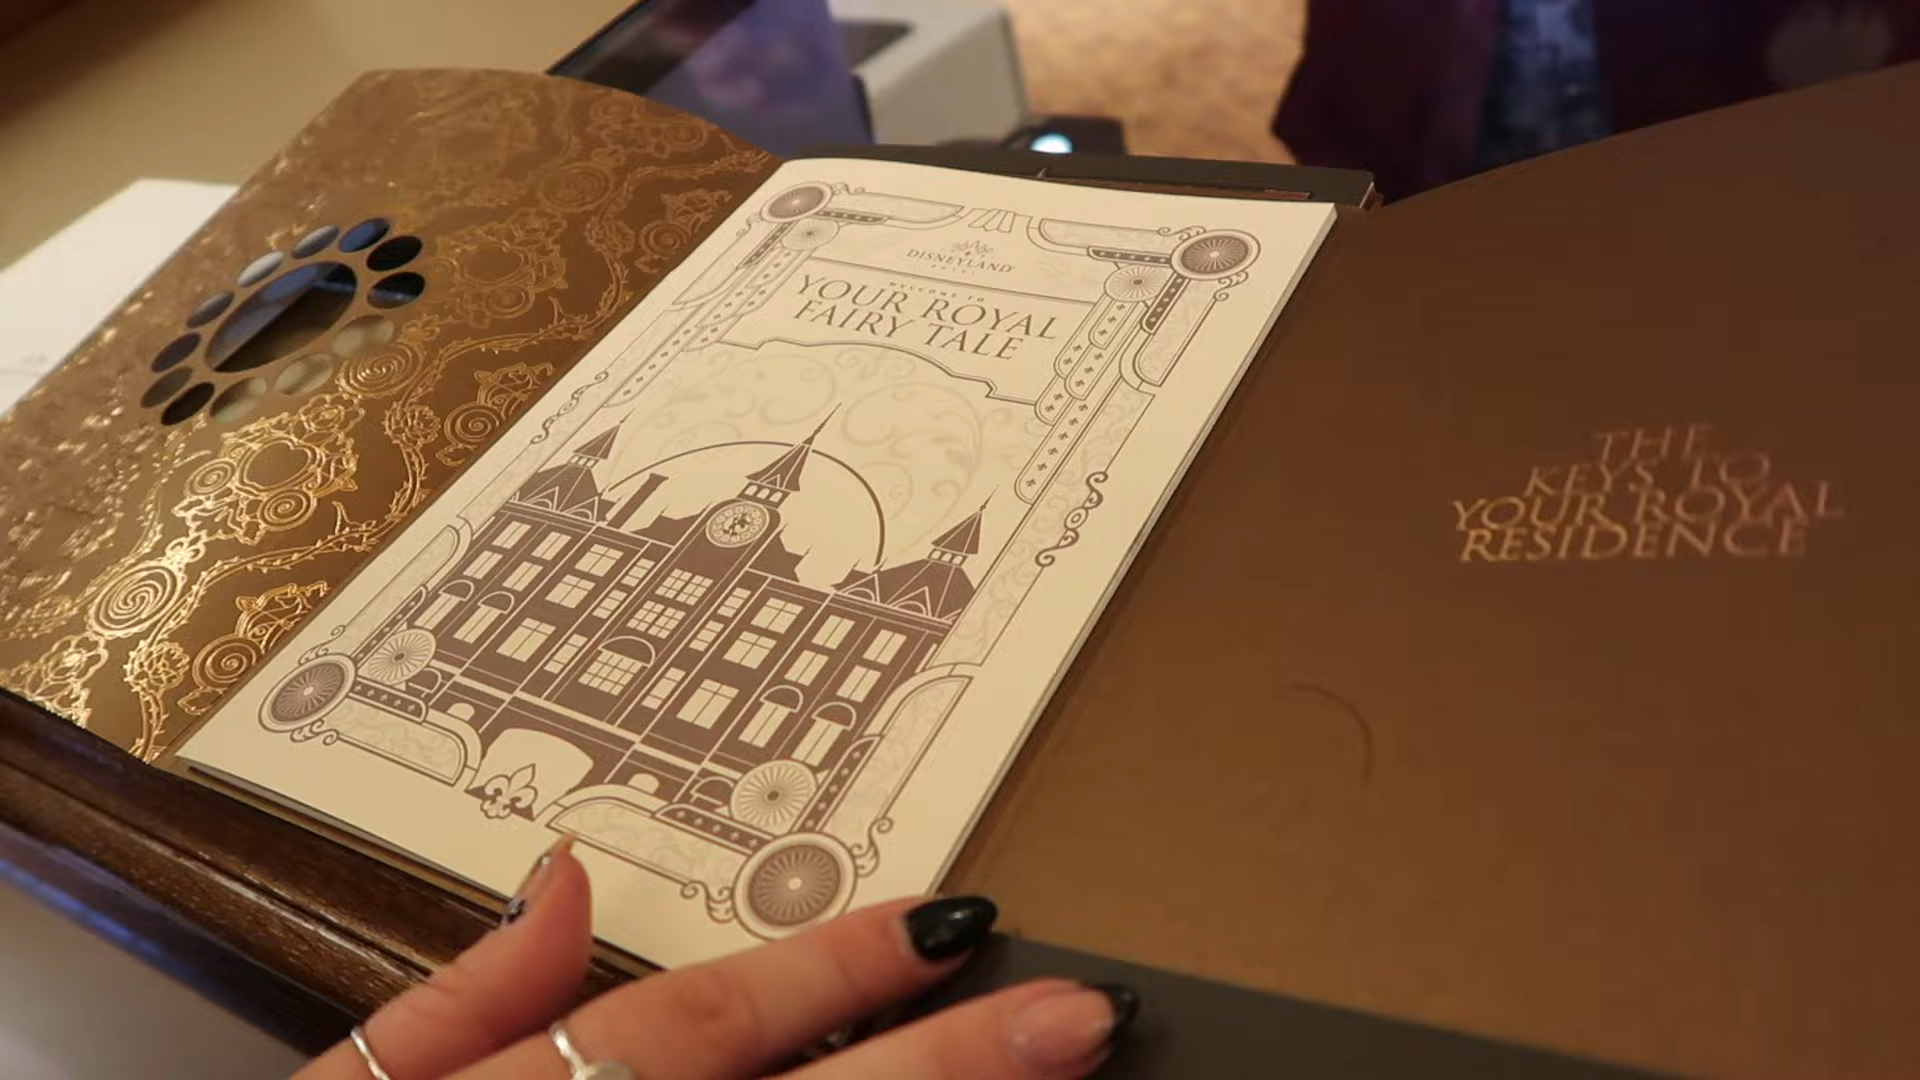 DISNEYLAND
HOTEL
WELCOME TO
YOUR ROYAL
FAIRY TALE
THE
KEYS TO
YOUR ROYAL
RESIDENCE